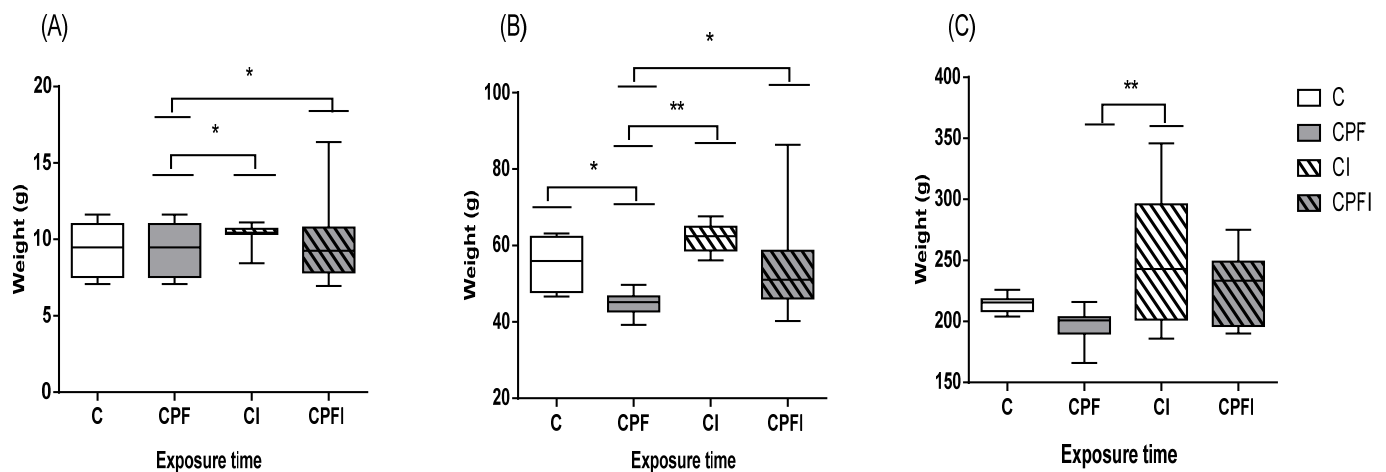 (A)
20
15
10
5
0
Weight (g)
*
*
C CPF CI CPFI
Exposure time
(B)
100
80
60
40
20
Weight (g)
*
**
*
C CPF CI CPFI
Exposure time
(C)
400
350
300
250
200
150
Weight (g)
**
C CPF CI CPFI
Exposure time
C
CPF
CI
CPFI